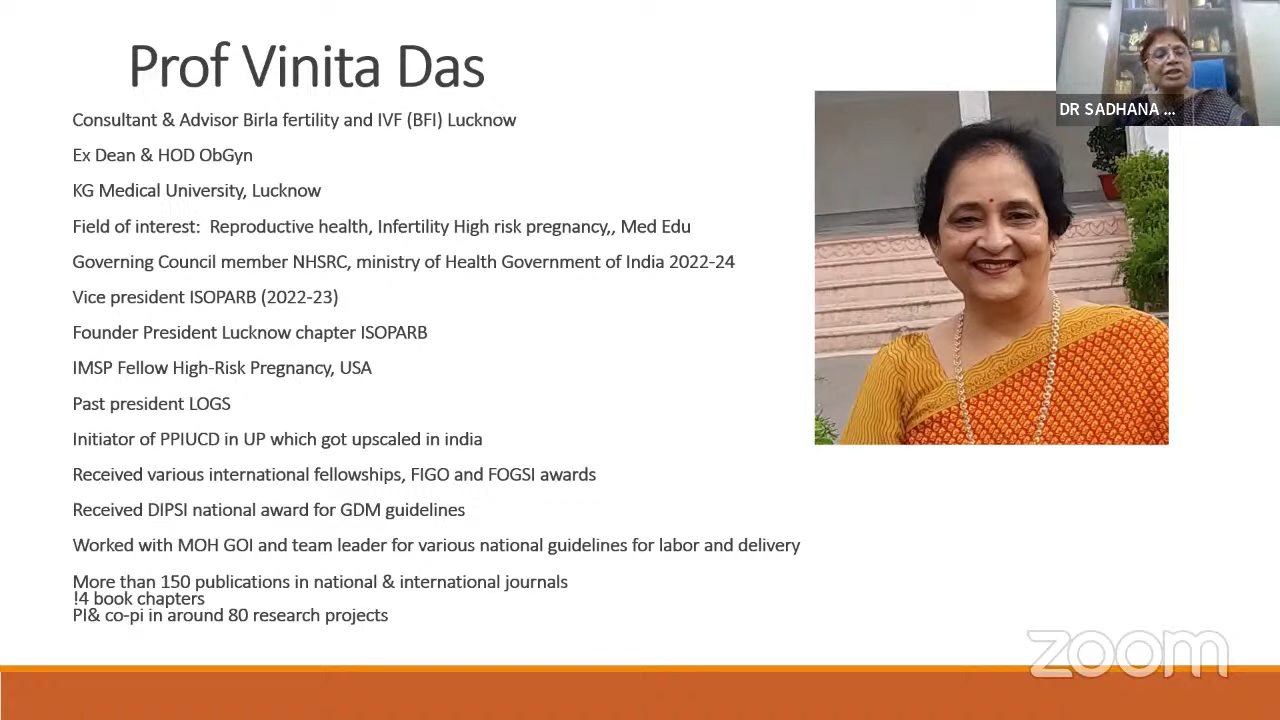 Prof Vinita Das
DR SADHANA ...
Consultant & Advisor Birla fertility and IVF (BFI) Lucknow
Ex Dean & HOD ObGyn
KG Medical University, Lucknow
Field of interest:  Reproductive health, Infertility High risk pregnancy,, Med Edu
Governing Council member NHSRC, ministry of Health Government of India 2022-24
Vice president ISOPARB (2022-23)
Founder President Lucknow chapter ISOPARB
IMSP Fellow High-Risk Pregnancy, USA
Past president LOGS
Initiator of PPIUCD in UP which got upscaled in india
Received various international fellowships, FIGO and FOGSI awards
Received DIPSI national award for GDM guidelines
Worked with MOH GOI and team leader for various national guidelines for labor and delivery
More than 150 publications in national & international journals
!4 book chapters
PI& co-pi in around 80 research projects
zoom